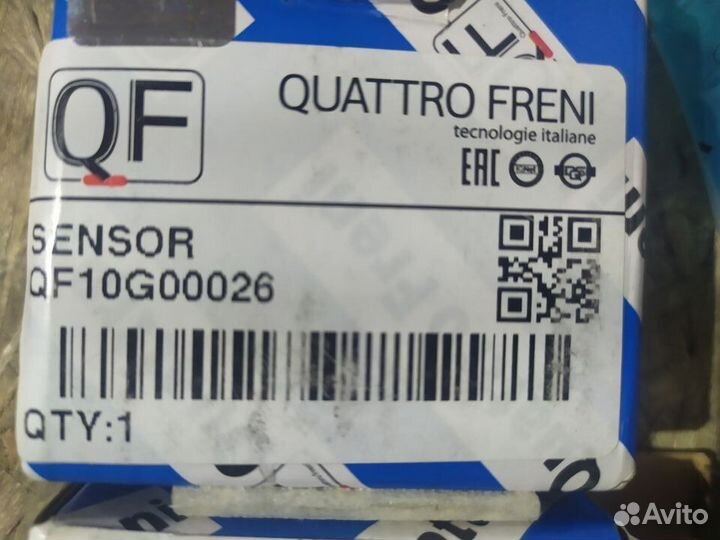 QF
QUATTRO FRENI
tecnologie italiane
EAC
SENSOR
QF10G00026
QTY:1
Avito